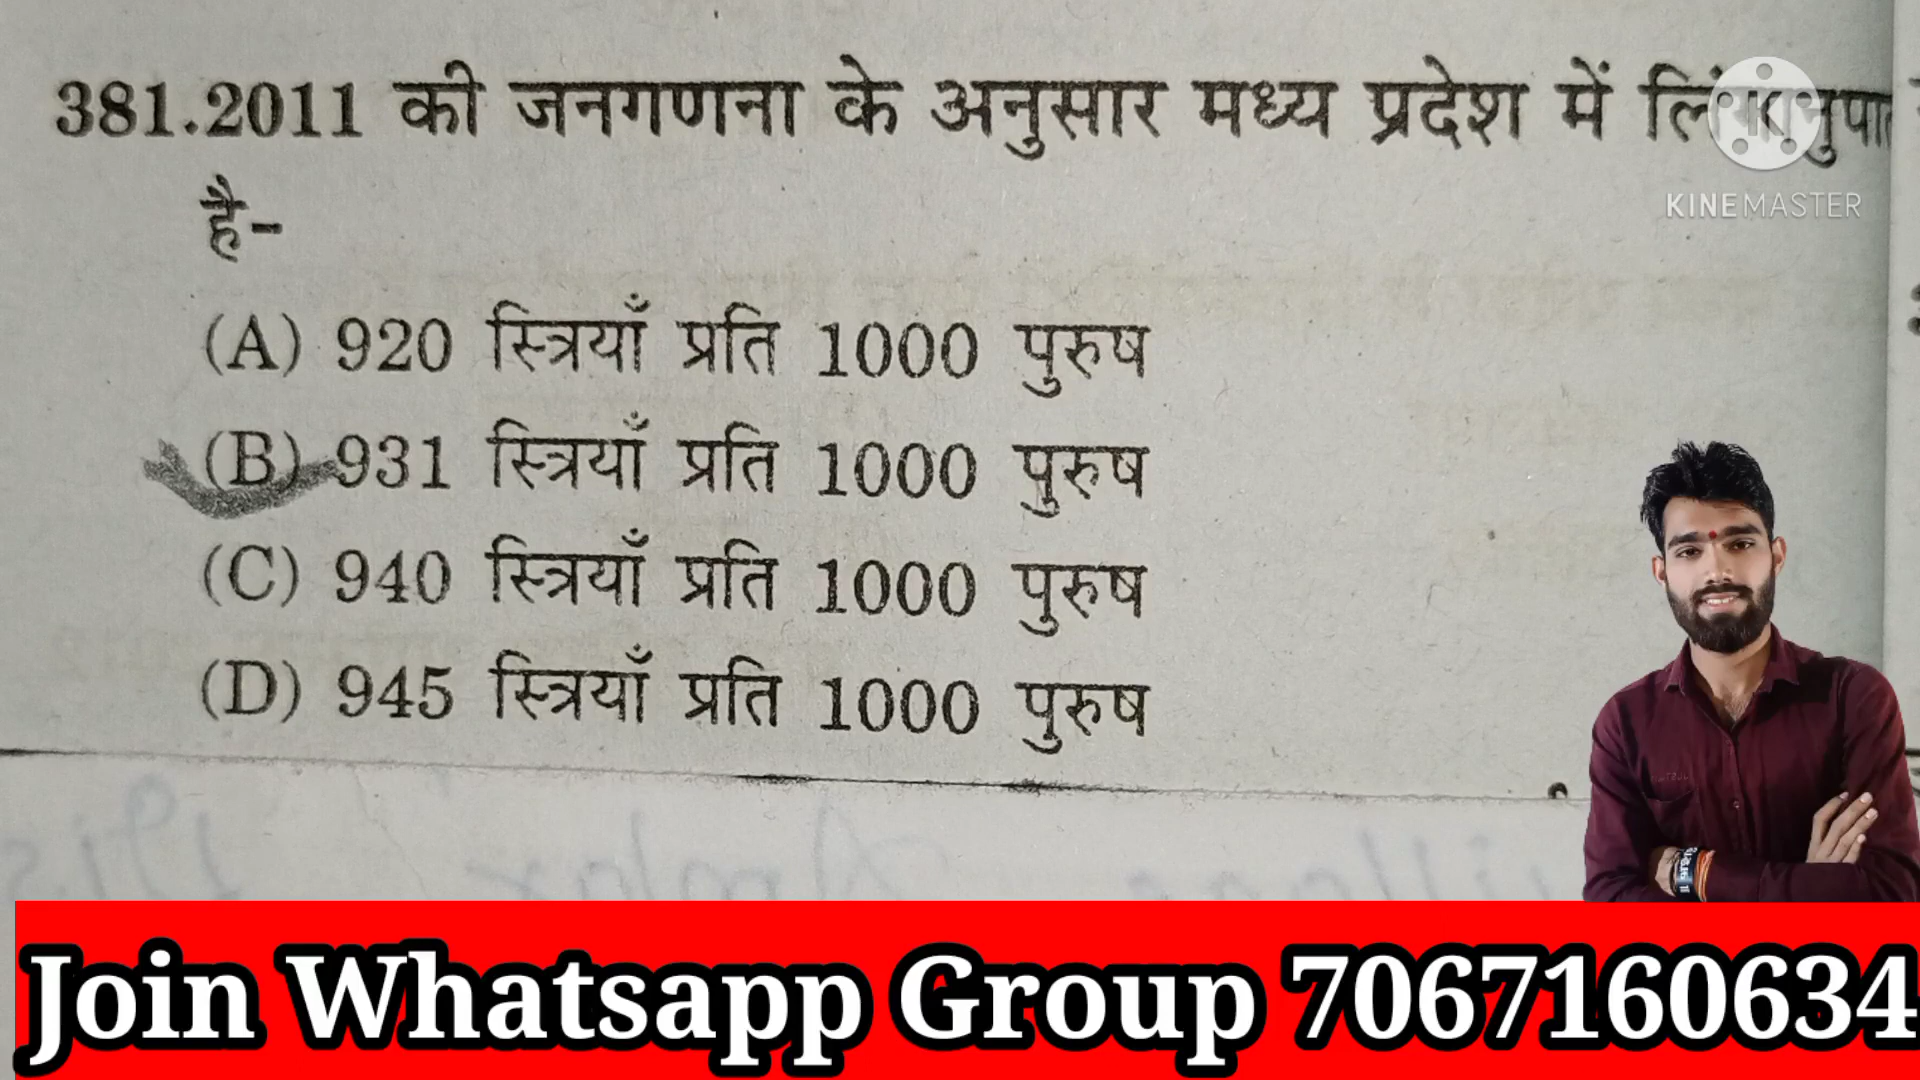 381.2011 की जनगणना के अनुसार मध्य प्रदेश में
है-
KINEMASTER
(A) 920 स्त्रियाँ प्रति 1000 पुरुष
(B) 931 स्त्रियाँ प्रति 1000 पुरुष
(C) 940 स्त्रियाँ प्रति 1000 पुरुष
(D) 945 स्त्रियाँ प्रति 1000 पुरुष
Join Whatsapp Group 7067160634